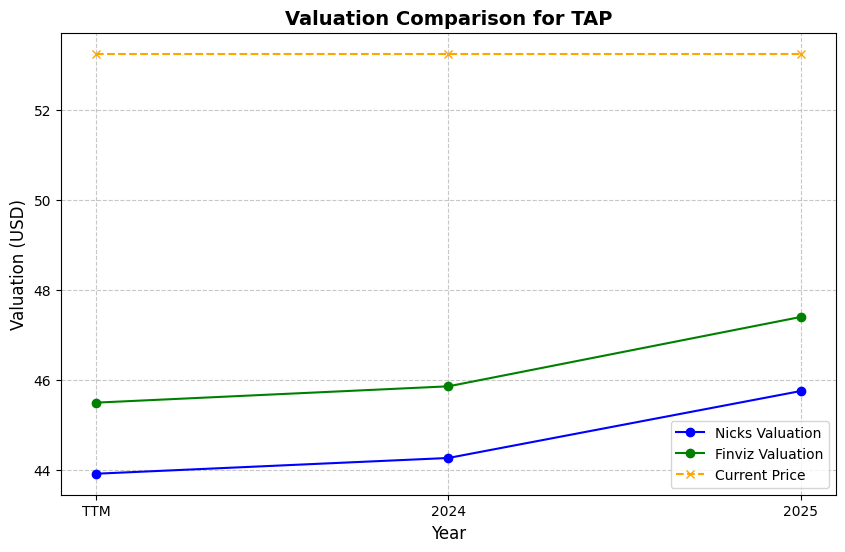 Valuation Comparison for TAP
Valuation (USD)
52
50
48
46
44
TTM
2024
2025
Year
Nicks Valuation
Finviz Valuation
Current Price